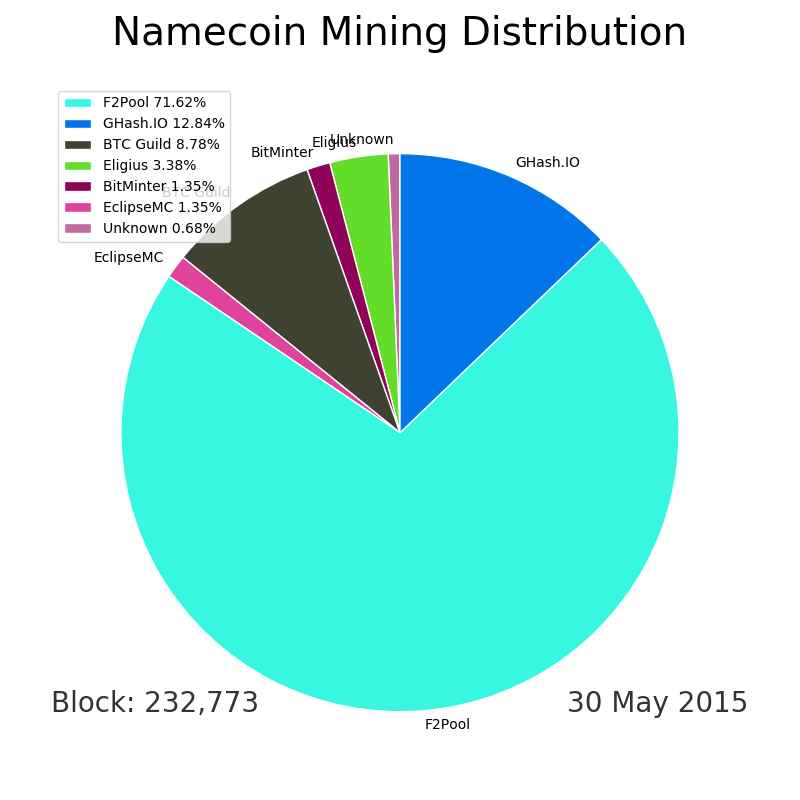 Namecoin Mining Distribution
F2Pool 71.62%
GHash.IO 12.84%
BTC Guild 8.78%
Eligius 3.38%
BitMinter 1.35%
EclipseMC 1.35%
Unknown 0.68%
Unknown
Eligius
BitMinter
GHash.IO
BTC Guild
EclipseMC
Block: 232,773
30 May 2015
F2Pool